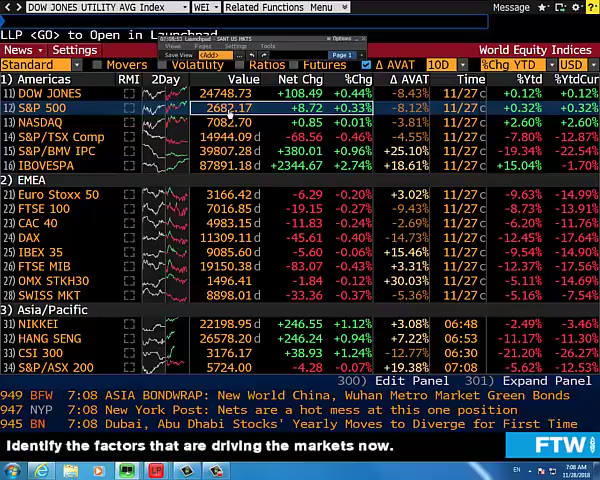 DOW JONES UTILITY AVG Index WEI Related Functions Menu Message
LLP <GO> to Open in Launchpad
Options
Views Pages Settings Tools
Save View Add Page 1
News Settings World Equity Indices
Standard Movers Volatility Ratios Futures Δ AVAT 10D %Chg YTD USD
1) Americas RMI 2Day Value Net Chg %Chg Δ AVAT Time %Ytd %YtdCur
11) DOW JONES 24748.73 +108.49 +0.44% -8.43% 11/27 c +0.12% +0.12%
12) S&P 500 2682.17 +8.72 +0.33% -8.12% 11/27 c +0.32% +0.32%
13) NASDAQ 7082.70 +0.85 +0.01% -3.81% 11/27 c +2.60% +2.60%
14) S&P/TSX Comp 14944.09 d -68.56 -0.46% -4.55% 11/27 c -7.80% -12.87%
15) S&P/BMV IPC 39807.28 d +380.01 +0.96% +25.10% 11/27 c -19.34% -22.54%
16) IBOVESPA 87891.18 d +2344.67 +2.74% +18.61% 11/27 c +15.04% -1.70%
2) EMEA
21) Euro Stoxx 50 3166.42 d -6.29 -0.20% +3.02% 11/27 c -9.63% -14.99%
22) FTSE 100 7016.85 d -19.15 -0.27% -9.43% 11/27 c -8.73% -13.91%
23) CAC 40 4983.15 d -11.83 -0.24% -2.69% 11/27 c -6.20% -11.76%
24) DAX 11309.11 d -45.61 -0.40% -14.73% 11/27 c -12.45% -17.64%
25) IBEX 35 9085.60 d -5.60 -0.06% +15.46% 11/27 c -9.54% -14.90%
26) FTSE MIB 19150.38 d -83.07 -0.43% +3.31% 11/27 c -12.37% -17.56%
27) OMX STKH30 1496.41 d -1.84 -0.12% +30.03% 11/27 c -5.11% -14.69%
28) SWISS MKT 8898.01 d -33.36 -0.37% -5.36% 11/27 c -5.16% -7.54%
3) Asia/Pacific
31) NIKKEI 22198.95 d +246.55 +1.12% +3.08% 06:48 -2.49% -3.46%
32) HANG SENG 26578.20 d +246.24 +0.94% +7.22% 06:53 -11.17% -11.30%
33) CSI 300 3176.17 +38.93 +1.24% -12.77% 06:30 -21.20% -26.27%
34) S&P/ASX 200 5724.00 -4.28 -0.07% +19.38% 07:08 -5.62% -12.53%
300) Edit Panel 301) Expand Panel
949 BFW 7:08 ASIA BONDWRAP: New World China, Wuhan Metro Market Green Bonds
947 NYP 7:08 New York Post: Nets are a hot mess at this one position
945 BN 7:08 Dubai, Abu Dhabi Stocks' Yearly Moves to Diverge for First Time
Identify the factors that are driving the markets now. FTW>
EN 7:08 AM
11/28/2018